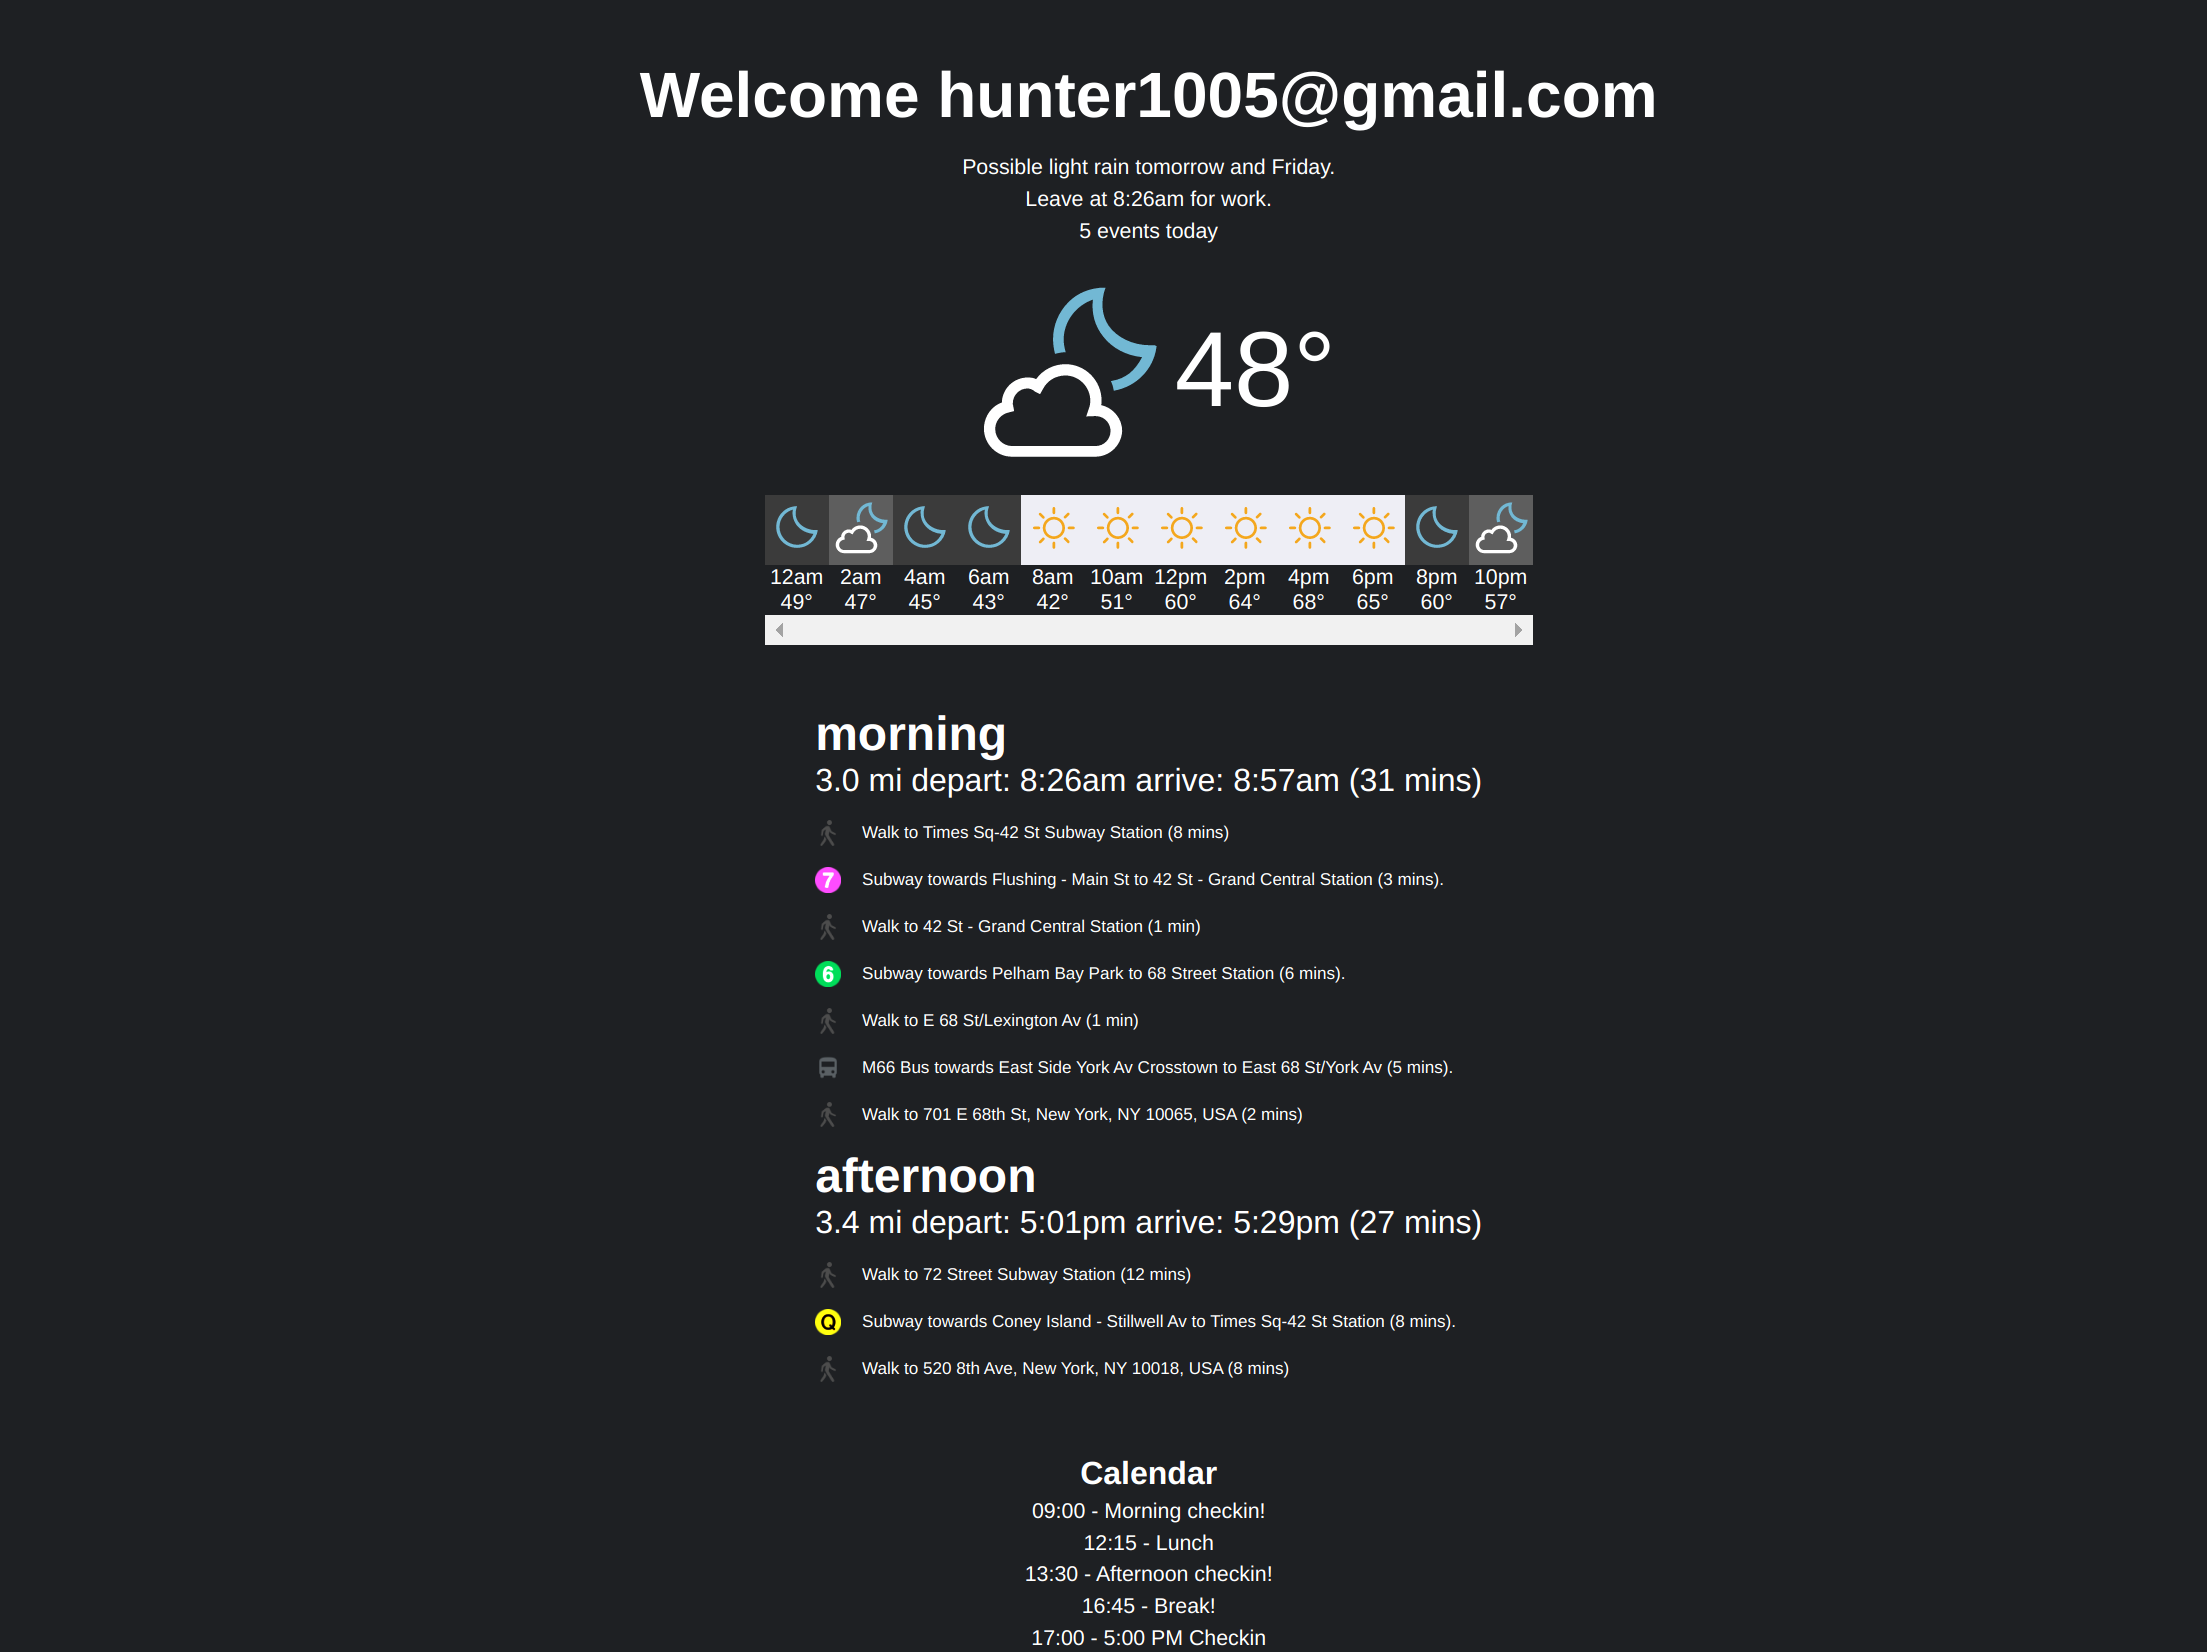 Welcome hunter1005@gmail.com
Possible light rain tomorrow and Friday.
Leave at 8:26am for work.
5 events today
48°
12am 2am 4am 6am 8am 10am 12pm 2pm 4pm 6pm 8pm 10pm
49° 47° 45° 43° 42° 51° 60° 64° 68° 65° 60° 57°
morning
3.0 mi depart: 8:26am arrive: 8:57am (31 mins)
Walk to Times Sq-42 St Subway Station (8 mins)
7 Subway towards Flushing - Main St to 42 St - Grand Central Station (3 mins).
Walk to 42 St - Grand Central Station (1 min)
6 Subway towards Pelham Bay Park to 68 Street Station (6 mins).
Walk to E 68 St/Lexington Av (1 min)
M66 Bus towards East Side York Av Crosstown to East 68 St/York Av (5 mins).
Walk to 701 E 68th St, New York, NY 10065, USA (2 mins)
afternoon
3.4 mi depart: 5:01pm arrive: 5:29pm (27 mins)
Walk to 72 Street Subway Station (12 mins)
Q Subway towards Coney Island - Stillwell Av to Times Sq-42 St Station (8 mins).
Walk to 520 8th Ave, New York, NY 10018, USA (8 mins)
Calendar
09:00 - Morning checkin!
12:15 - Lunch
13:30 - Afternoon checkin!
16:45 - Break!
17:00 - 5:00 PM Checkin